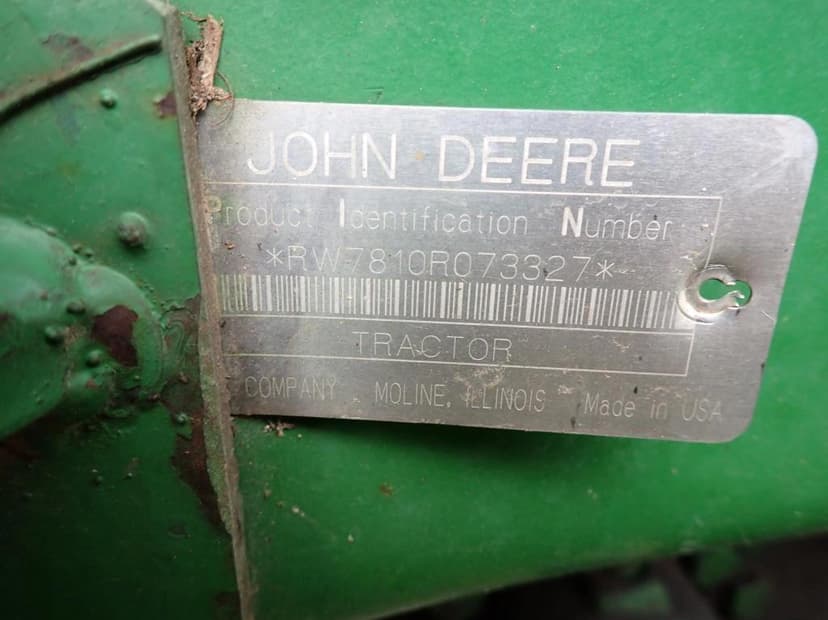 JOHN DEERE
Product Identification Number
*RW7810R073327*
TRACTOR
COMPANY MOLINE, ILLINOIS Made in USA